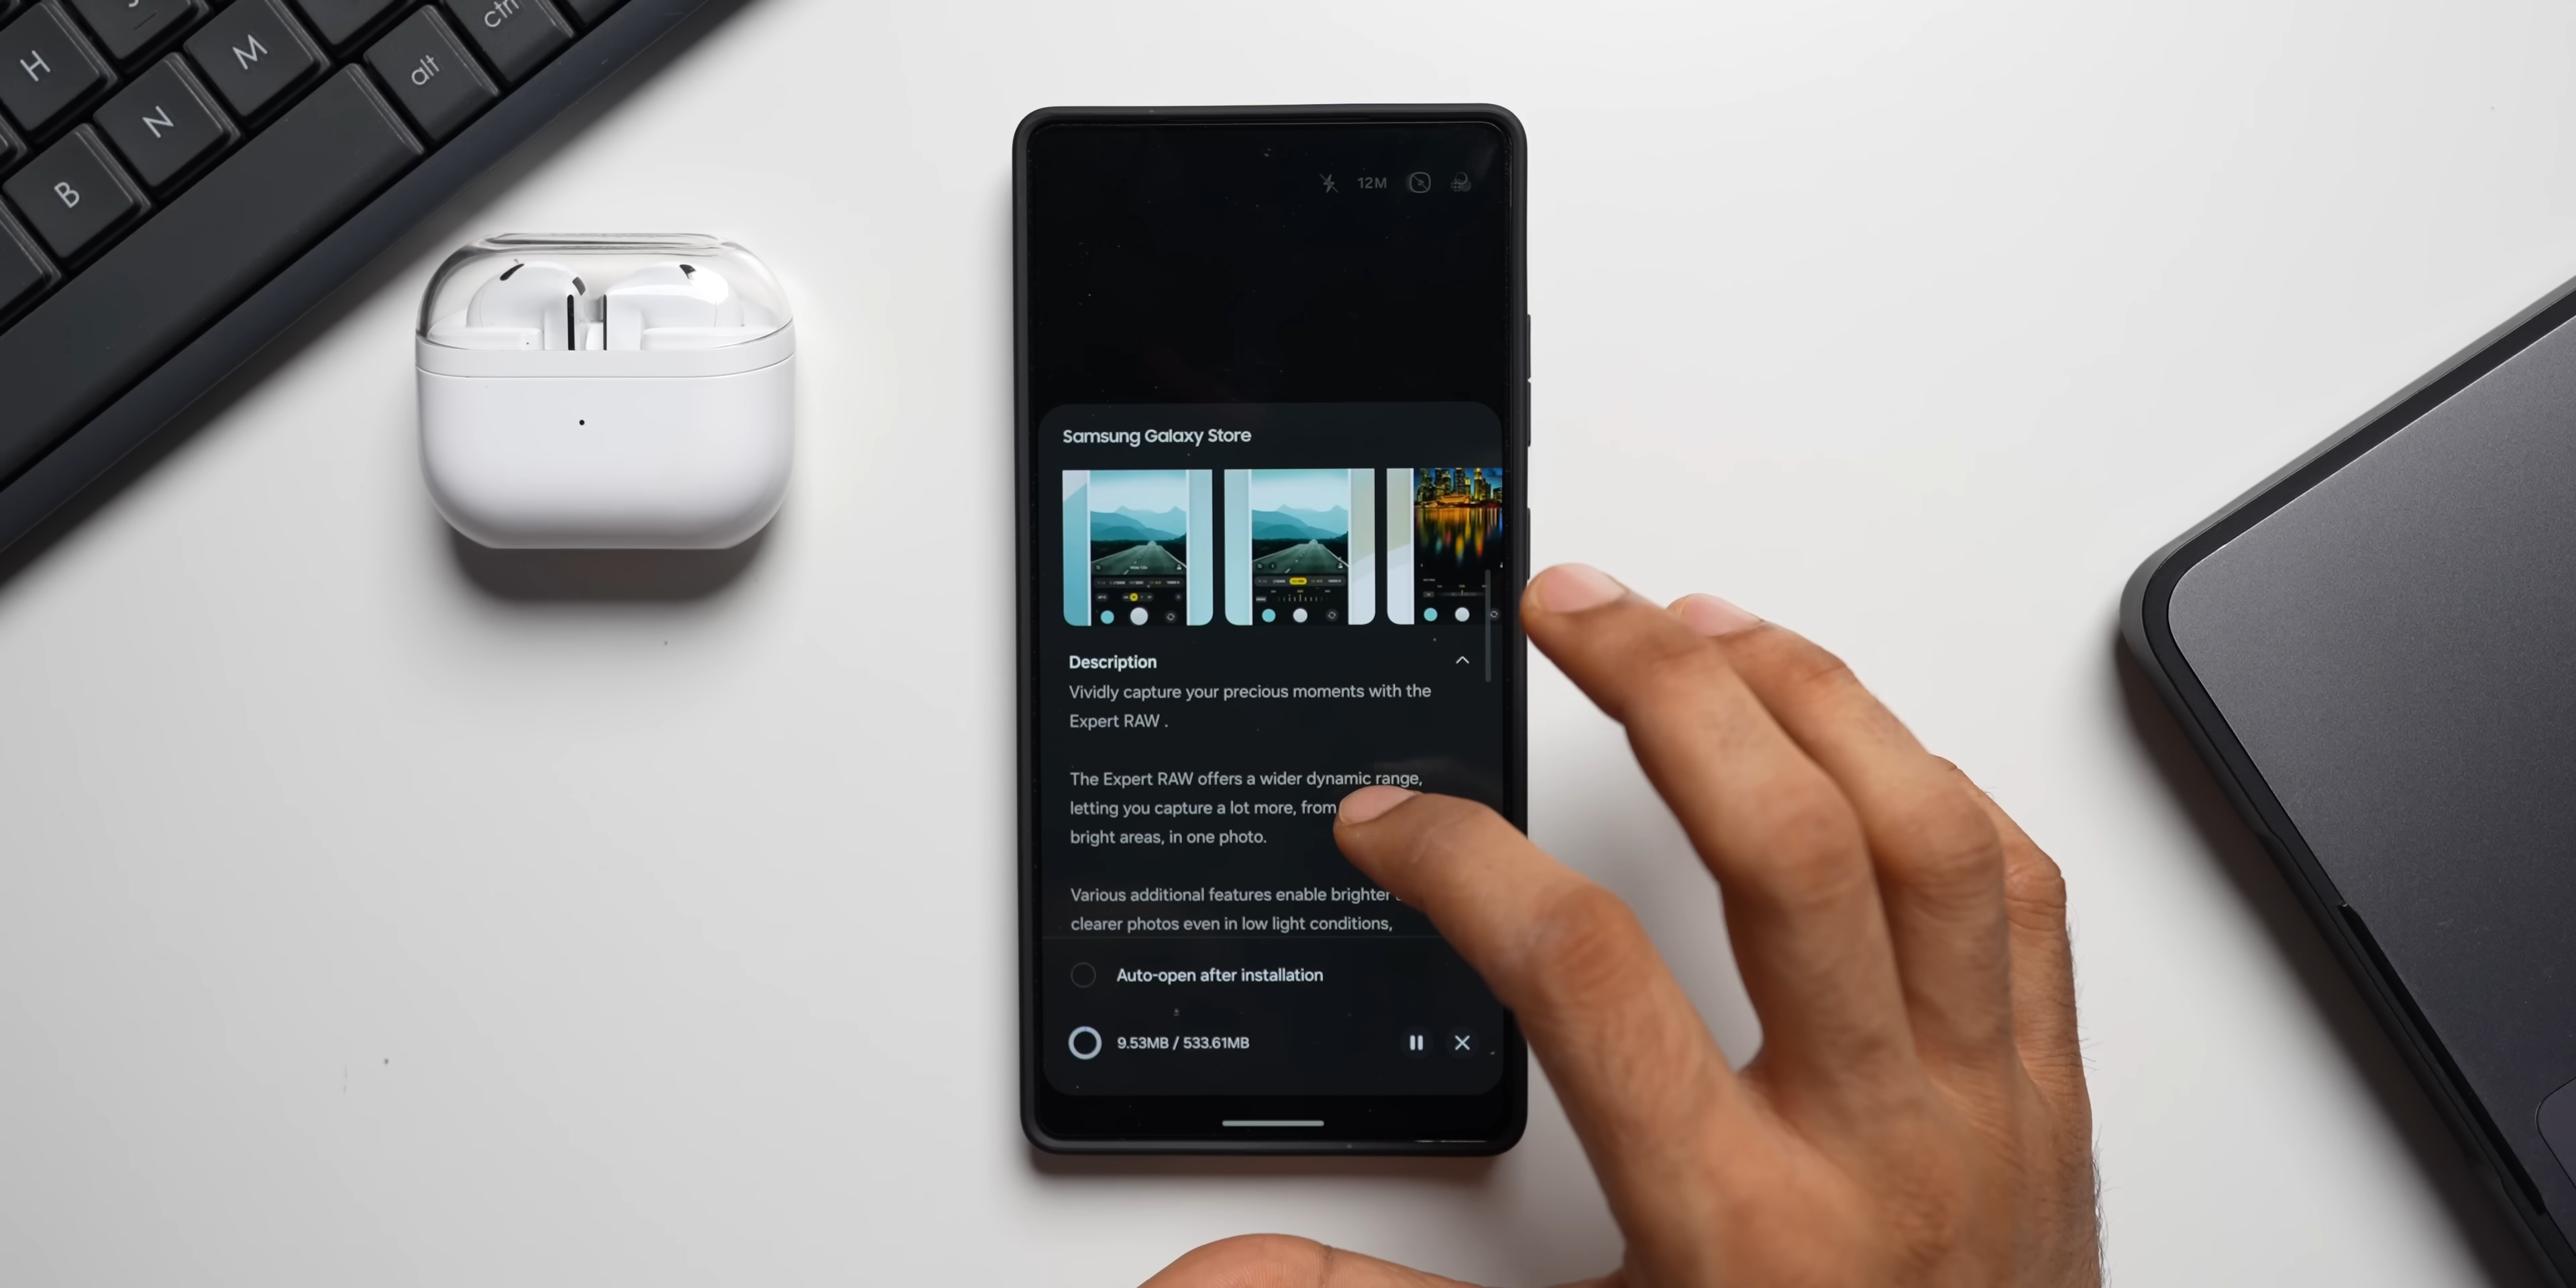 H
N
M
B
alt
ctrl
12M
Samsung Galaxy Store
Description
Vividly capture your precious moments with the
Expert RAW .
The Expert RAW offers a wider dynamic range,
letting you capture a lot more, from
bright areas, in one photo.
Various additional features enable brighter
clearer photos even in low light conditions,
Auto-open after installation
9.53MB / 533.61MB